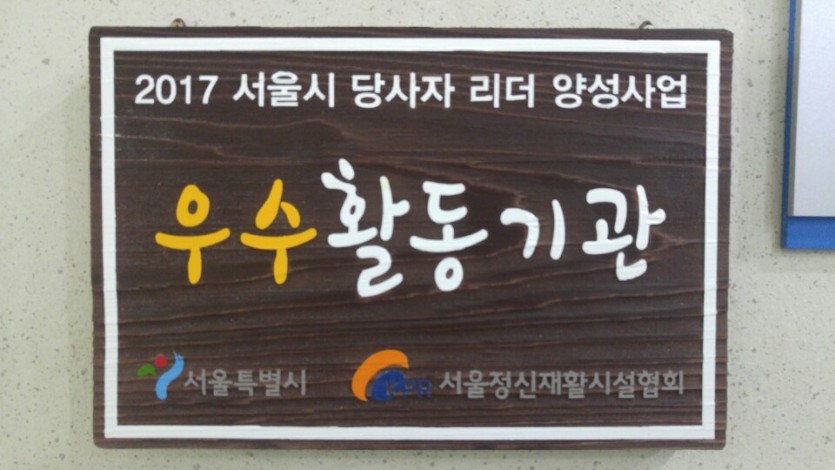 2017 서울시 당사자 리더 양성사업
우수활동기관
서울특별시 서울정신재활시설협회